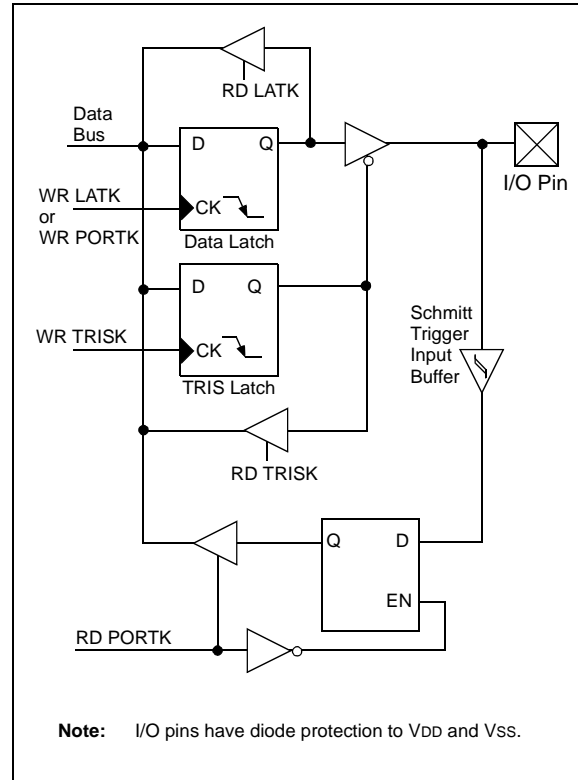 RD LATK
Data
Bus
D Q
I/O Pin
WR LATK
or
WR PORTK
CK
Data Latch
D Q
WR TRISK
CK
TRIS Latch
Schmitt
Trigger
Input
Buffer
RD TRISK
Q D
EN
RD PORTK
Note: I/O pins have diode protection to VDD and VSS.